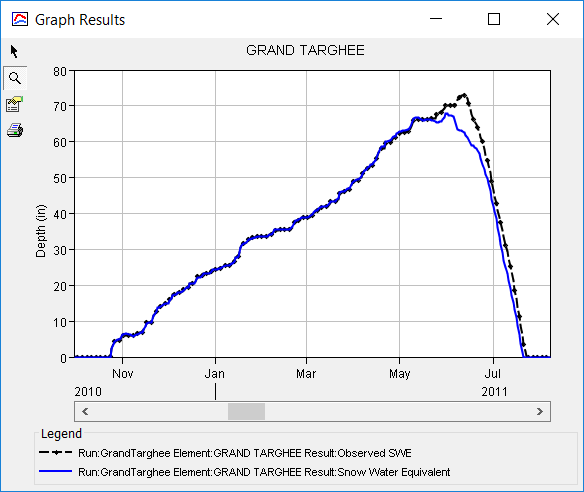 Graph Results
GRAND TARGHEE
80
70
60
50
40
30
20
10
0
Depth (in)
Nov
Jan
Mar
May
Jul
2010
2011
Legend
Run:GrandTarghee Element:GRAND TARGHEE Result:Observed SWE
Run:GrandTarghee Element:GRAND TARGHEE Result:Snow Water Equivalent